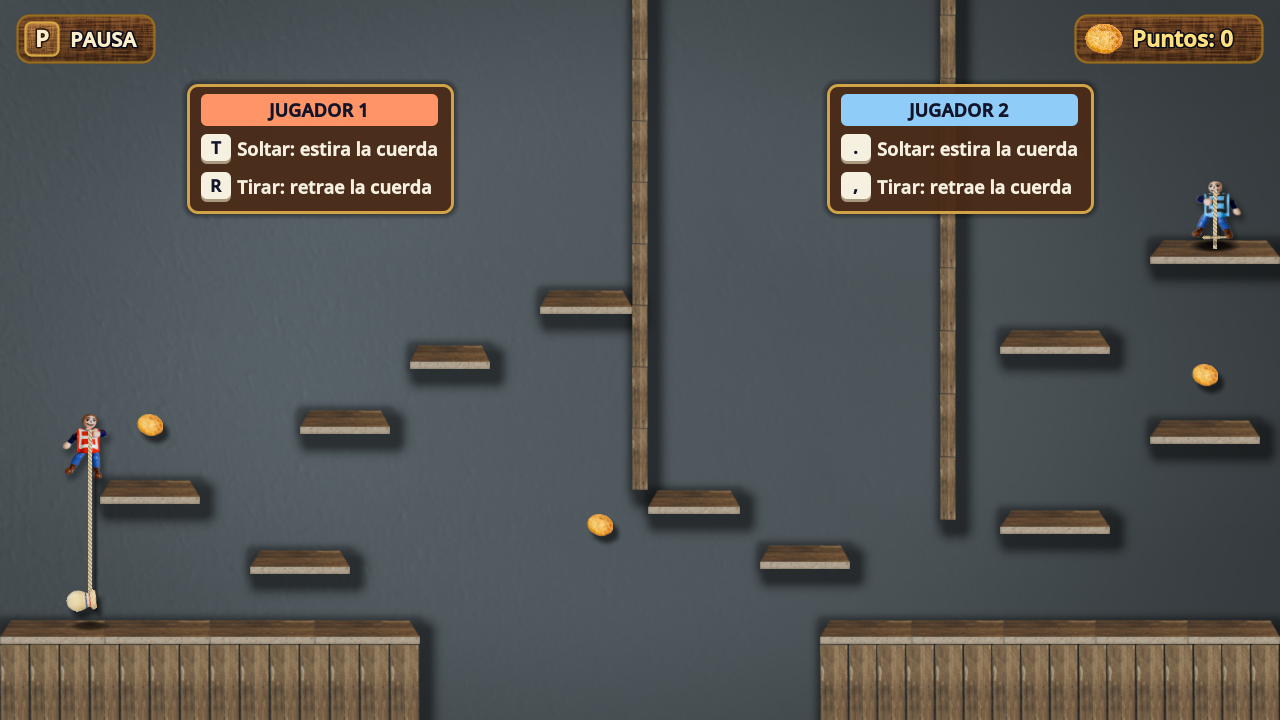 P PAUSA
Puntos: 0
JUGADOR 1
T Soltar: estira la cuerda
R Tirar: retrae la cuerda
JUGADOR 2
. Soltar: estira la cuerda
, Tirar: retrae la cuerda